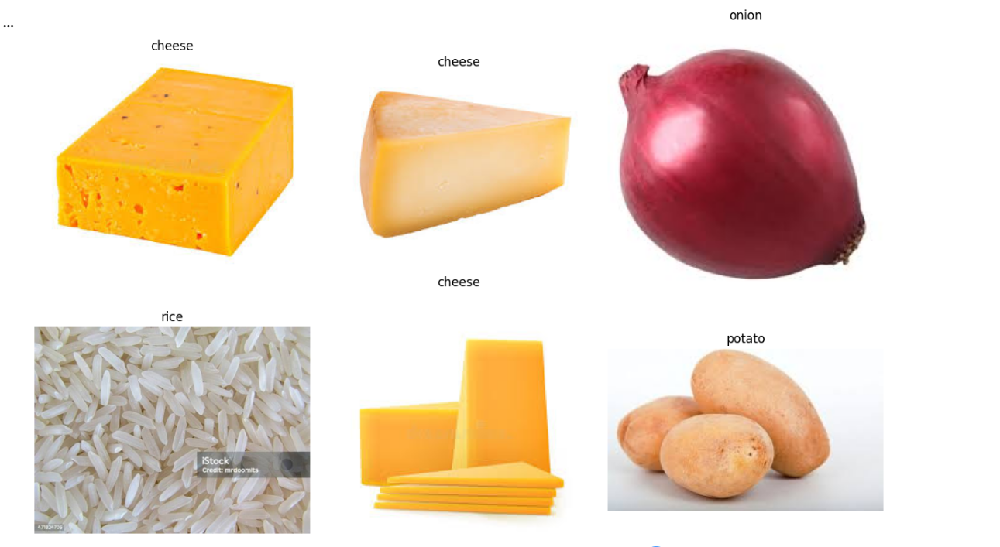 ...
onion
cheese
cheese
cheese
rice
potato
iStock
Credit: mrdoomits